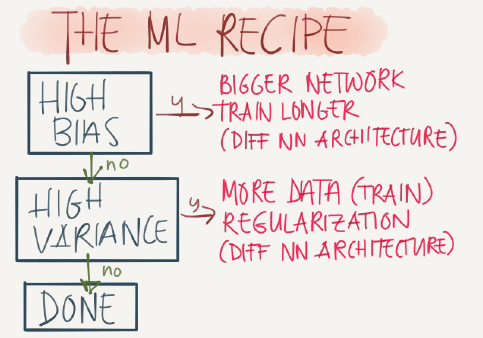 THE ML RECIPE
HIGH
BIAS
y
BIGGER NETWORK
TRAIN LONGER
(DIFF NN ARCHITECTURE)
no
HIGH
VARIANCE
y
MORE DATA (TRAIN)
REGULARIZATION
(DIFF NN ARCHITECTURE)
no
DONE